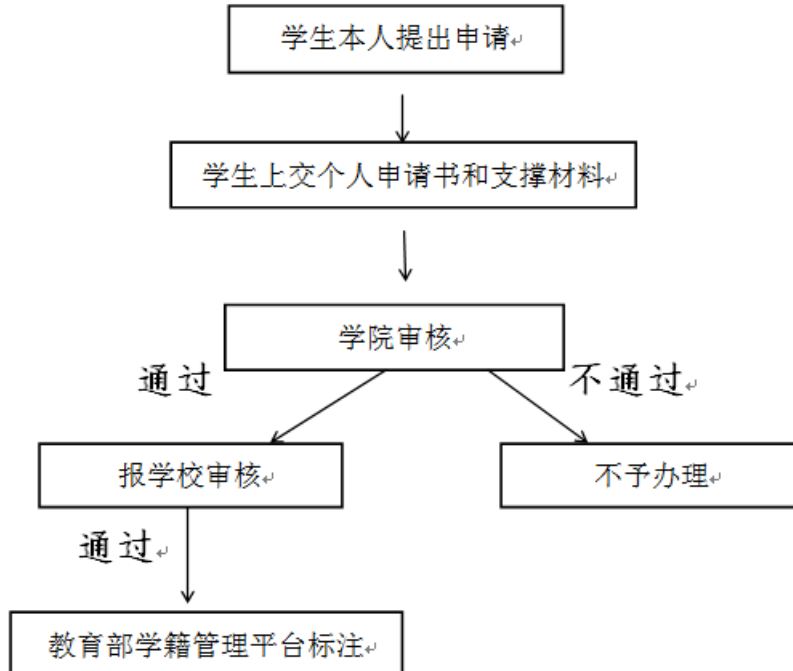 学生本人提出申请
学生上交个人申请书和支撑材料
学院审核
通过
不通过
报学校审核
不予办理
通过
教育部学籍管理平台标注